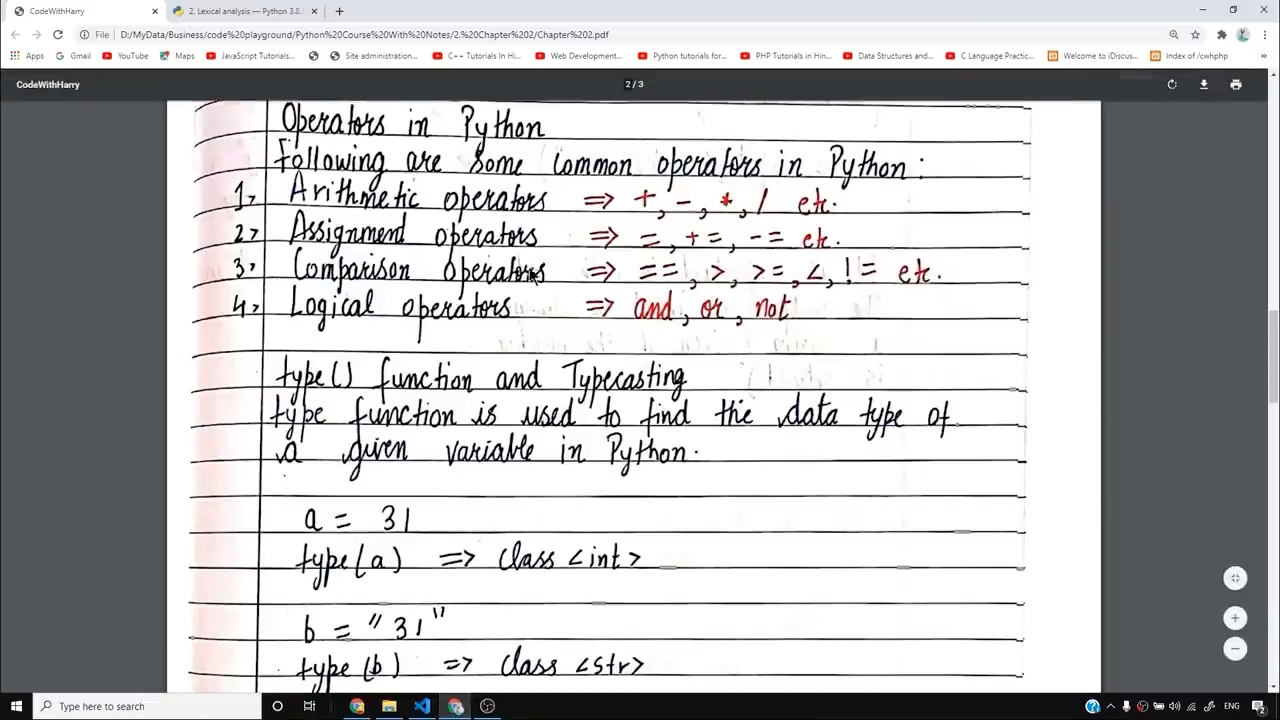 CodeWithHarry
2. Lexical analysis — Python 3.8.
File
D:/MyData/Business/code%20playground/Python%20Course%20With%20Notes/2.%20Chapter%202/Chapter%202.pdf
Apps
Gmail
YouTube
Maps
JavaScript Tutorials...
Site administration...
C++ Tutorials In Hi...
Web Development...
Python tutorials for...
PHP Tutorials in Hin...
Data Structures and...
C Language Practic...
Welcome to iDiscus...
Index of /cwhphp
CodeWithHarry
2/3
Operators in Python
Following are some common operators in Python :
1> Arithmetic operators => +, -, *, / etc.
2> Assignment operators => =, +=, -= etc.
3> Comparison operators => ==, >, >=, <, != etc.
4> Logical operators => and, or, not
type() function and Typecasting
type function is used to find the data type of
a given variable in Python.
a = 31
type(a) => class <int>
b = "31"
type(b) => class <str>
Type here to search
ENG
2